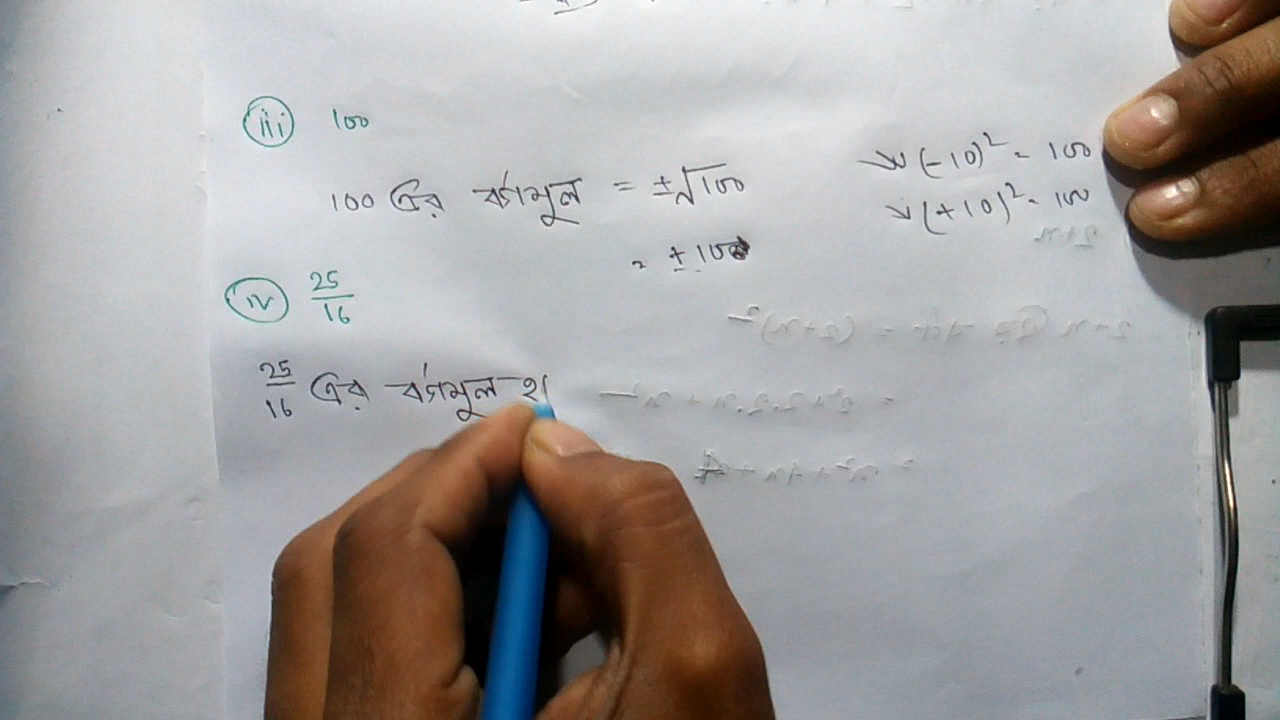 iii 100
100 এর বর্গমূল = ±√100
= ±10
(-10)² = 100
(+10)² = 100
iv 25/16
25/16 এর বর্গমূল হ